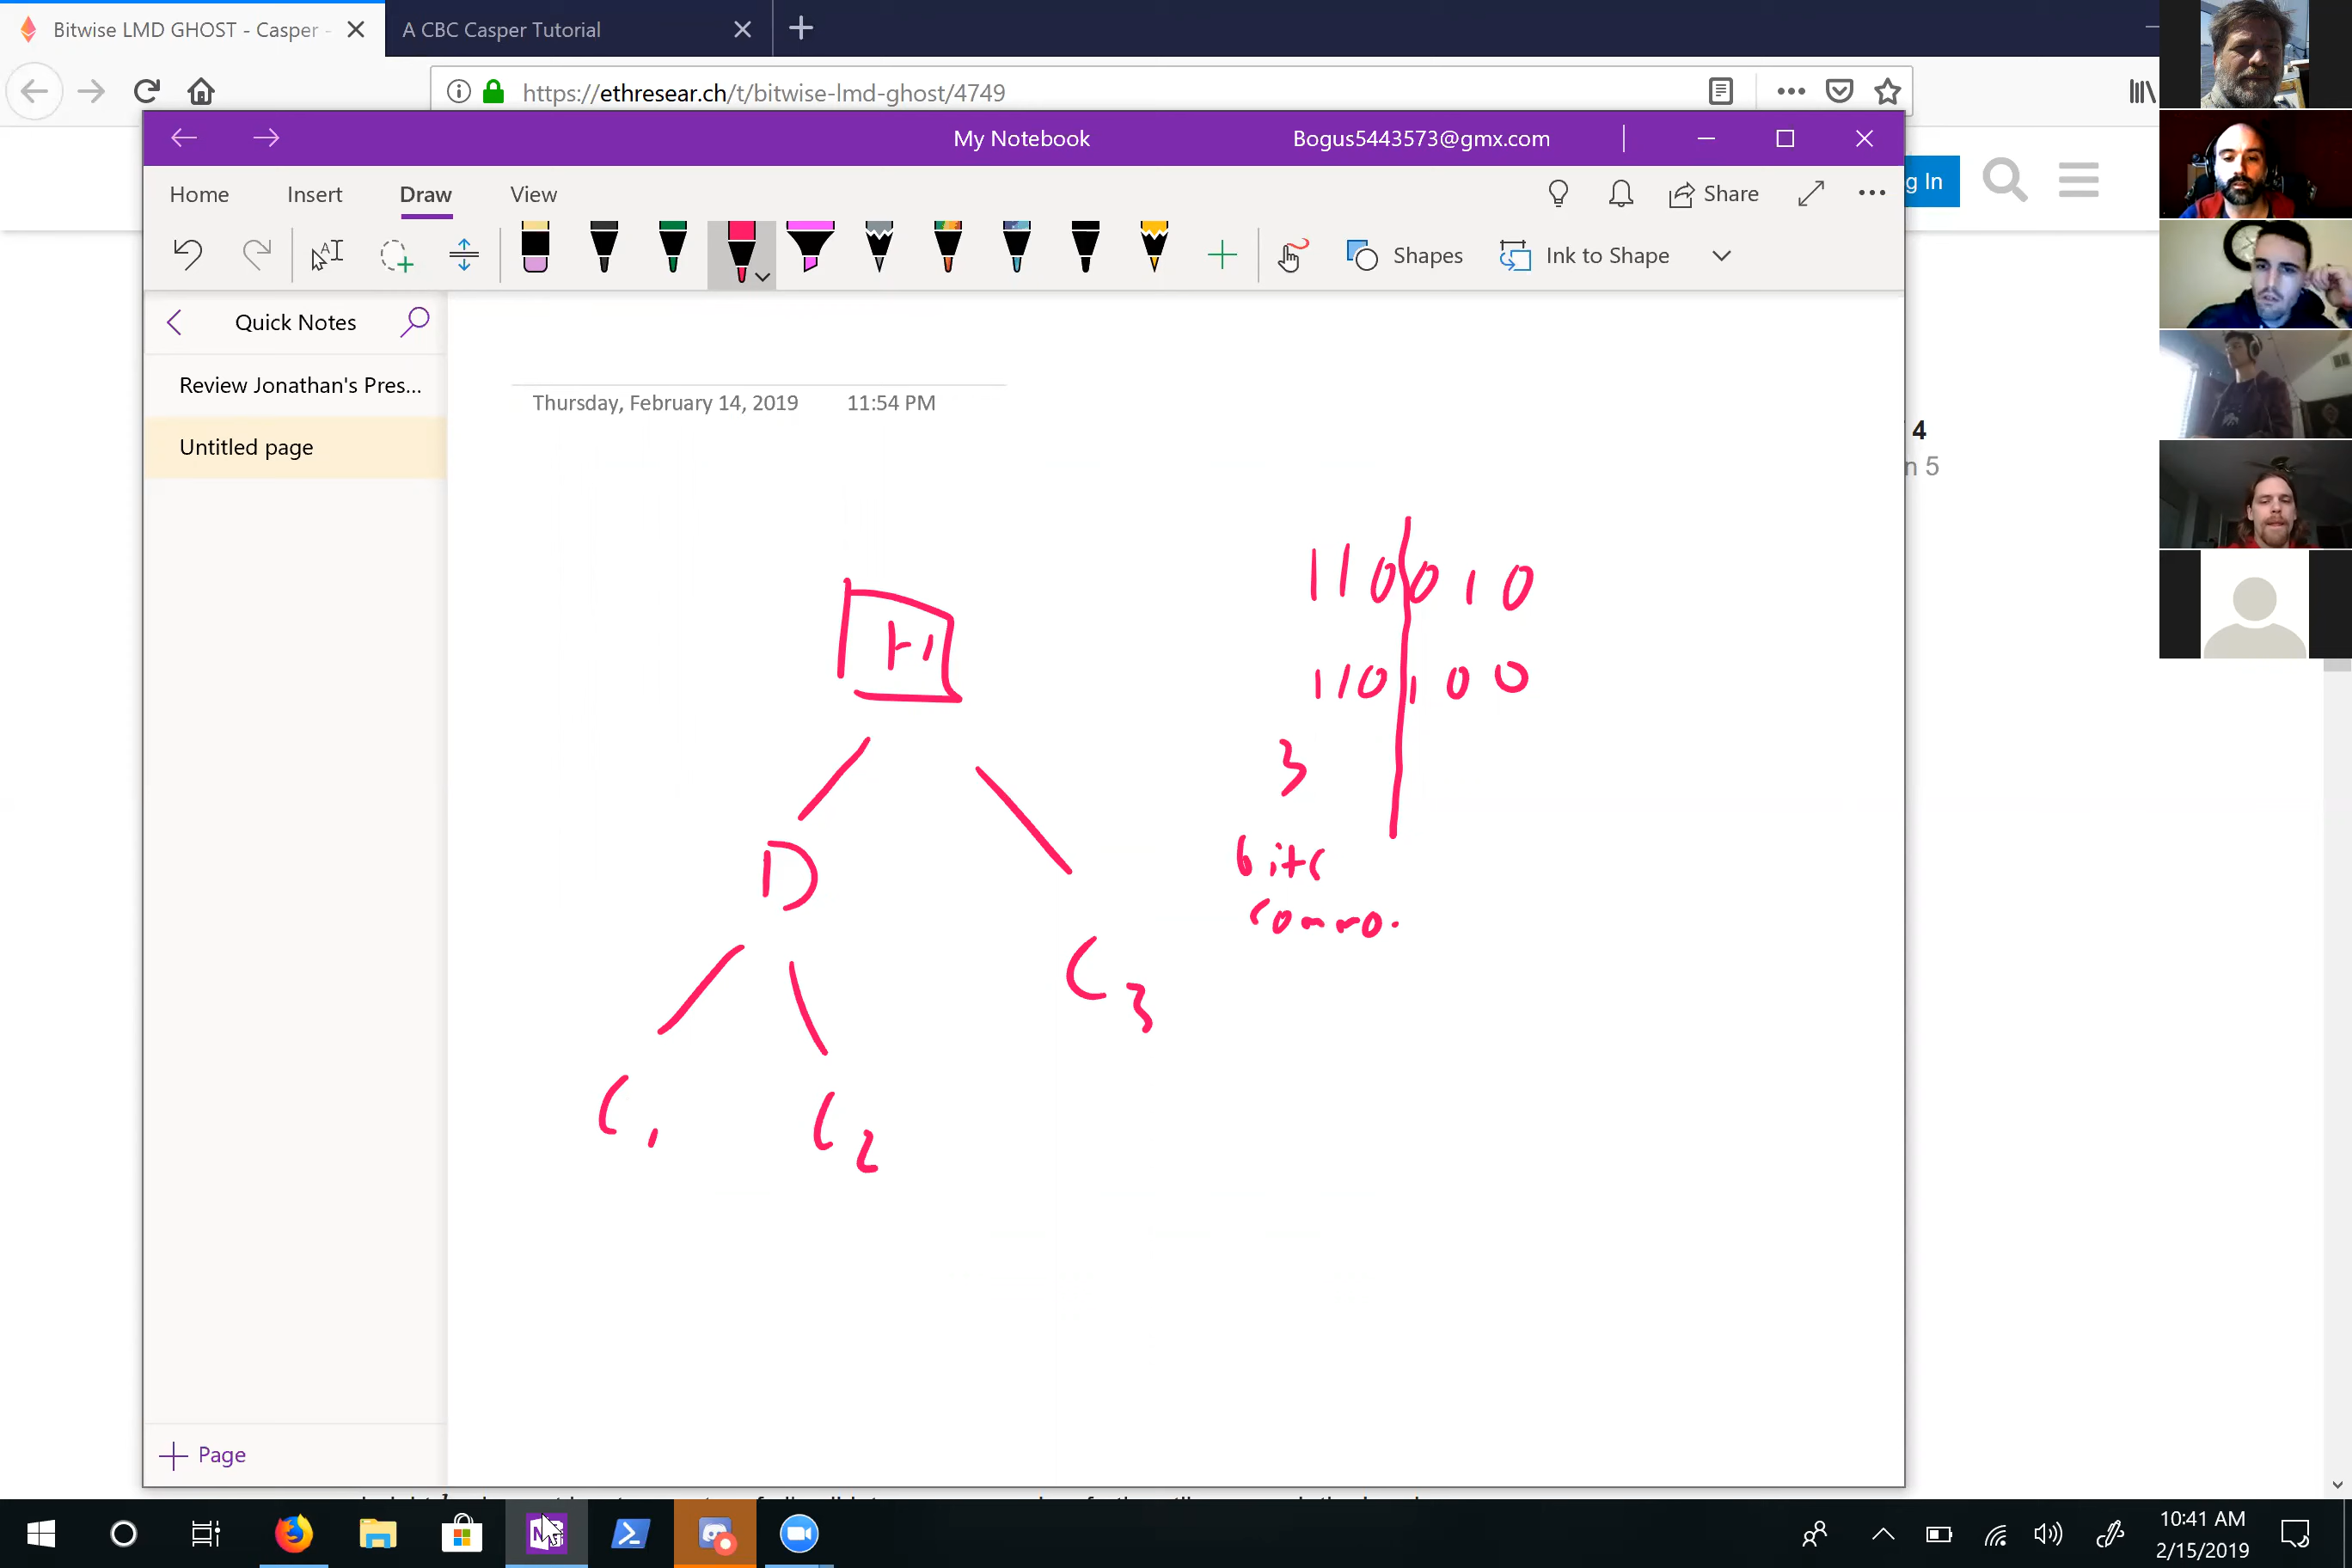 Bitwise LMD GHOST - Casper -
A CBC Casper Tutorial
https://ethresear.ch/t/bitwise-lmd-ghost/4749
My Notebook
Bogus5443573@gmx.com
Home Insert Draw View
Share
g In
Shapes
Ink to Shape
Quick Notes
Review Jonathan's Pres...
Untitled page
Thursday, February 14, 2019 11:54 PM
4
n 5
110010
110100
H
3
bits
commo.
D
C3
C1
C2
Page
10:41 AM
2/15/2019